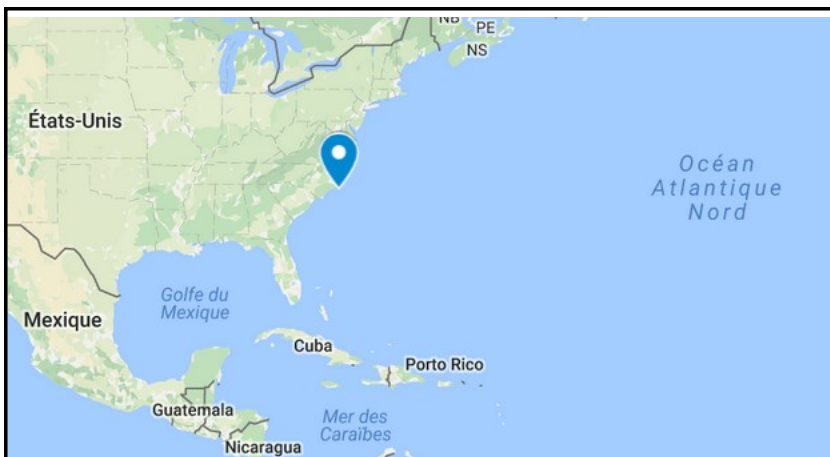 NB
PE
NS
États-Unis
Océan
Atlantique
Nord
Golfe du
Mexique
Mexique
Cuba
Porto Rico
Guatemala
Mer des
Caraïbes
Nicaragua